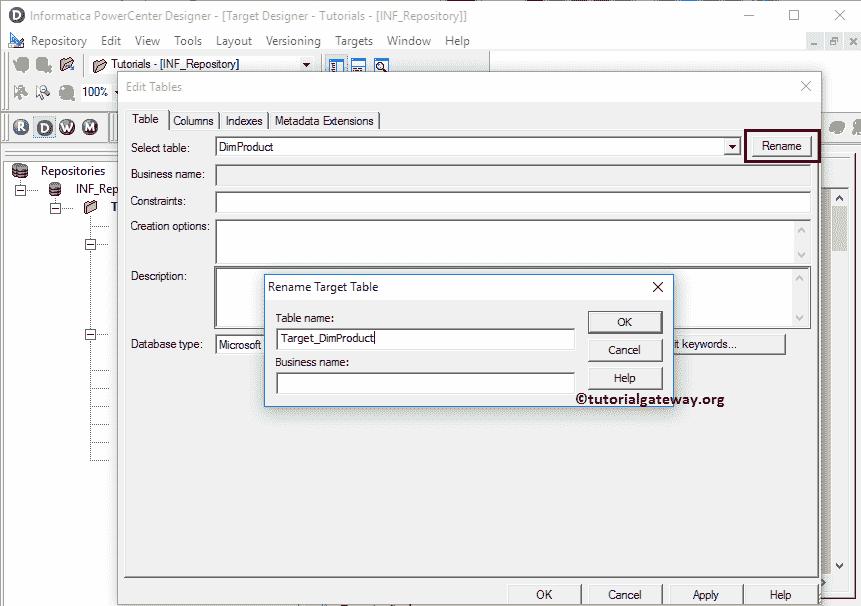 Informatica PowerCenter Designer - [Target Designer - Tutorials - [INF_Repository]]
Repository Edit View Tools Layout Versioning Targets Window Help
Tutorials - [INF_Repository]
100%
Edit Tables
R D W M
Table Columns Indexes Metadata Extensions
Select table: DimProduct Rename
Repositories
Business name:
INF_Rep
Constraints:
T
Creation options:
Description:
Rename Target Table
Table name:
Target_DimProduct
OK
Database type: Microsoft
Cancel
it keywords...
Business name:
Help
©tutorialgateway.org
OK Cancel Apply Help